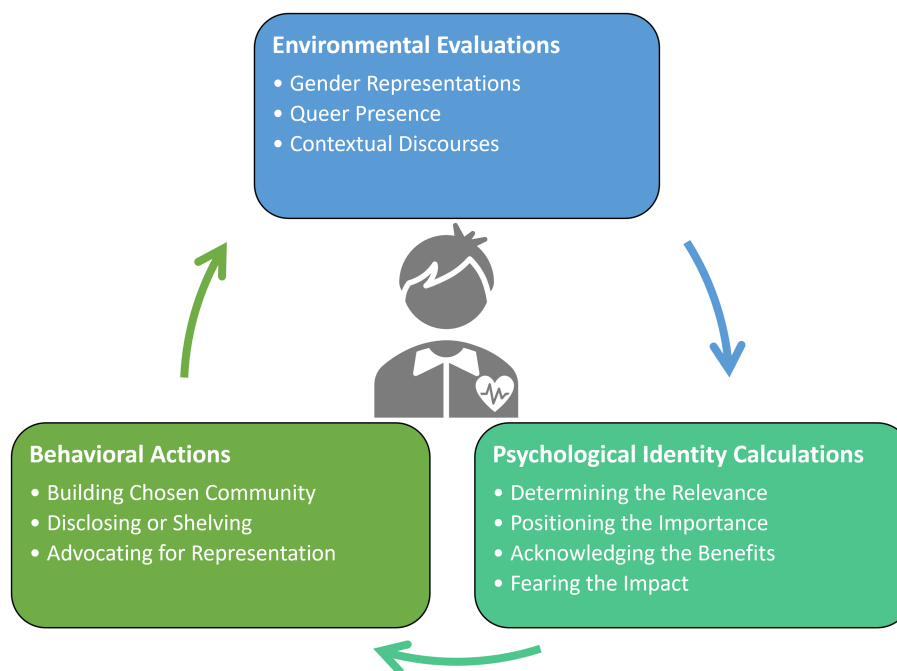 Environmental Evaluations
• Gender Representations
• Queer Presence
• Contextual Discourses
Behavioral Actions
• Building Chosen Community
• Disclosing or Shelving
• Advocating for Representation
Psychological Identity Calculations
• Determining the Relevance
• Positioning the Importance
• Acknowledging the Benefits
• Fearing the Impact